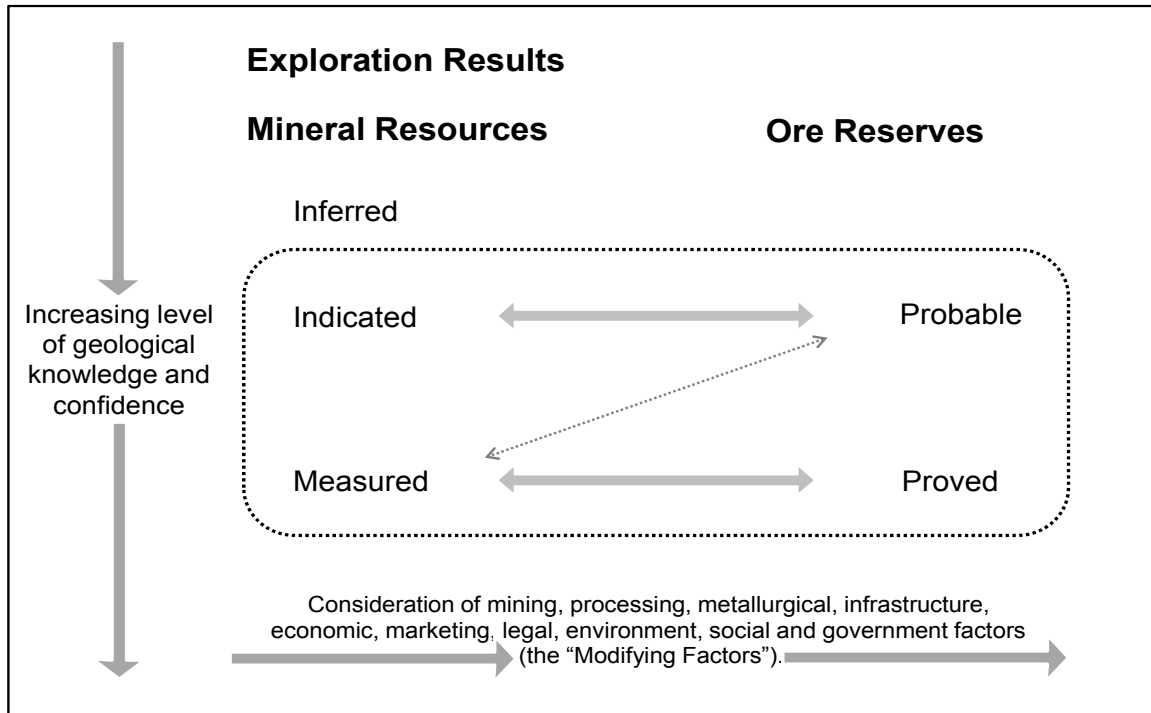 Exploration Results
Mineral Resources
Ore Reserves
Inferred
Indicated
Probable
Increasing level
of geological
knowledge and
confidence
Measured
Proved
Consideration of mining, processing, metallurgical, infrastructure,
economic, marketing, legal, environment, social and government factors
(the “Modifying Factors”).